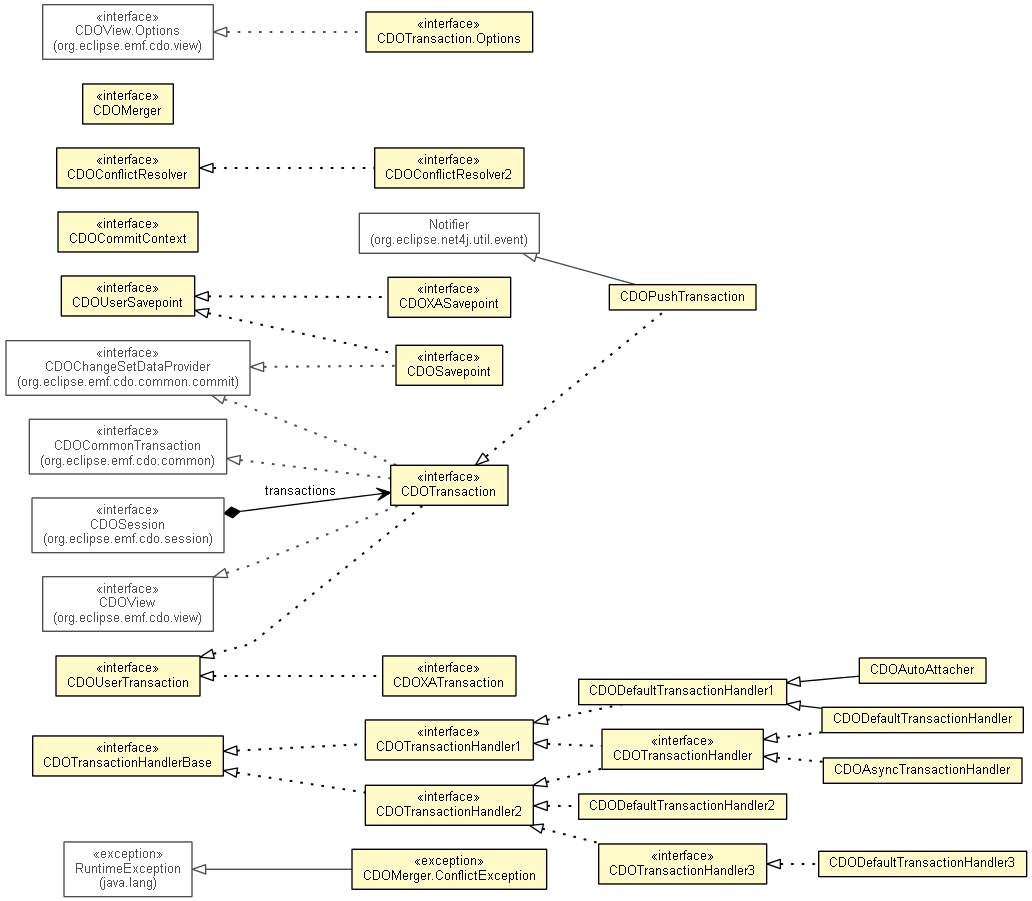 «interface»
CDOView.Options
(org.eclipse.emf.cdo.view)
«interface»
CDOTransaction.Options
«interface»
CDOMerger
«interface»
CDOConflictResolver
«interface»
CDOConflictResolver2
«interface»
CDOCommitContext
Notifier
(org.eclipse.net4j.util.event)
«interface»
CDOUserSavepoint
«interface»
CDOXASavepoint
CDOPushTransaction
«interface»
CDOChangeSetDataProvider
(org.eclipse.emf.cdo.common.commit)
«interface»
CDOSavepoint
«interface»
CDOCommonTransaction
(org.eclipse.emf.cdo.common)
«interface»
CDOTransaction
transactions
«interface»
CDOSession
(org.eclipse.emf.cdo.session)
«interface»
CDOView
(org.eclipse.emf.cdo.view)
«interface»
CDOUserTransaction
«interface»
CDOXATransaction
CDOAutoAttacher
CDODefaultTransactionHandler1
CDODefaultTransactionHandler
«interface»
CDOTransactionHandlerBase
«interface»
CDOTransactionHandler1
«interface»
CDOTransactionHandler
CDOAsyncTransactionHandler
«interface»
CDOTransactionHandler2
CDODefaultTransactionHandler2
«interface»
CDOTransactionHandler3
CDODefaultTransactionHandler3
«exception»
RuntimeException
(java.lang)
«exception»
CDOMerger.ConflictException